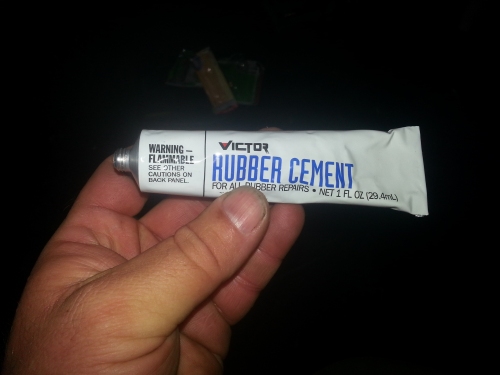 WARNING –
FLAMMABLE
SEE OTHER
CAUTIONS ON
BACK PANEL.
VICTOR
RUBBER CEMENT
FOR ALL RUBBER REPAIRS • NET 1 FL OZ (29.4mL)